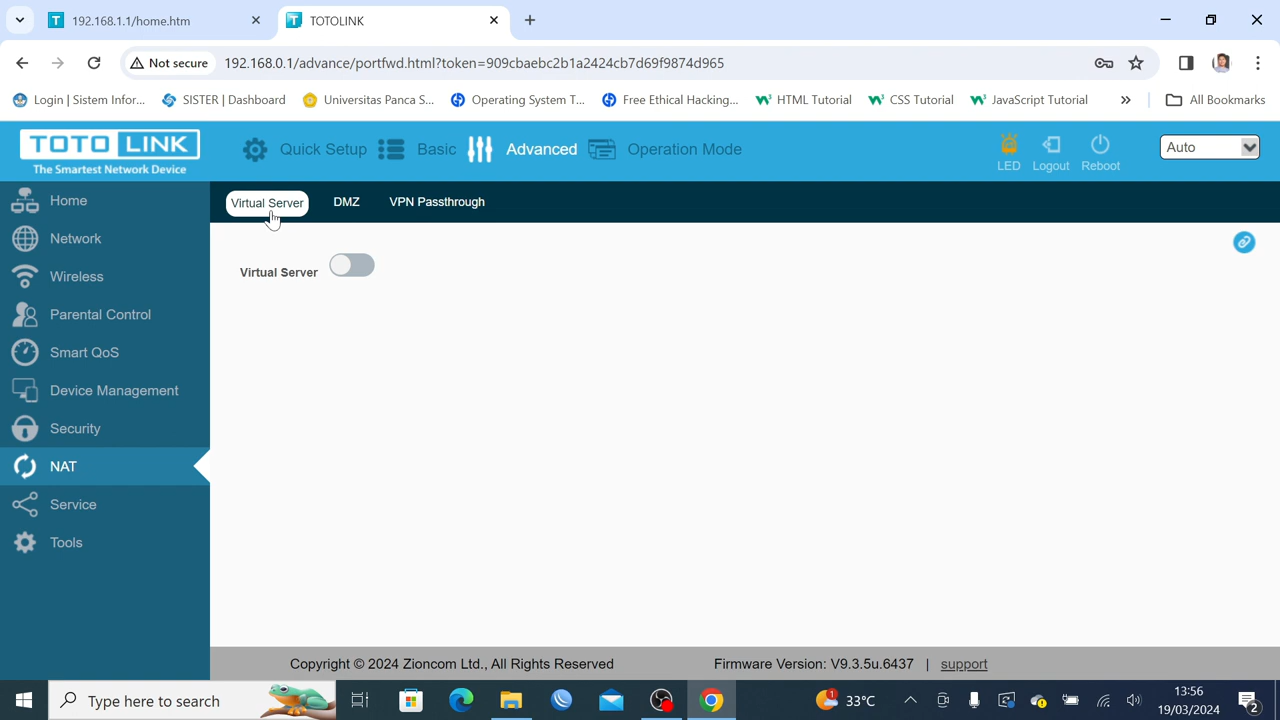 192.168.1.1/home.htm
TOTOLINK
Not secure
192.168.0.1/advance/portfwd.html?token=909cbaebc2b1a2424cb7d69f9874d965
Login | Sistem Infor...
SISTER | Dashboard
Universitas Panca S...
Operating System T...
Free Ethical Hacking...
HTML Tutorial
CSS Tutorial
JavaScript Tutorial
»
All Bookmarks
TOTO LINK
The Smartest Network Device
Quick Setup
Basic
Advanced
Operation Mode
LED
Logout
Reboot
Auto
Home
Network
Wireless
Parental Control
Smart QoS
Device Management
Security
NAT
Service
Tools
Virtual Server
DMZ
VPN Passthrough
Virtual Server
Copyright © 2024 Zioncom Ltd., All Rights Reserved
Firmware Version: V9.3.5u.6437 | support
Type here to search
1
33°C
13:56
19/03/2024
2